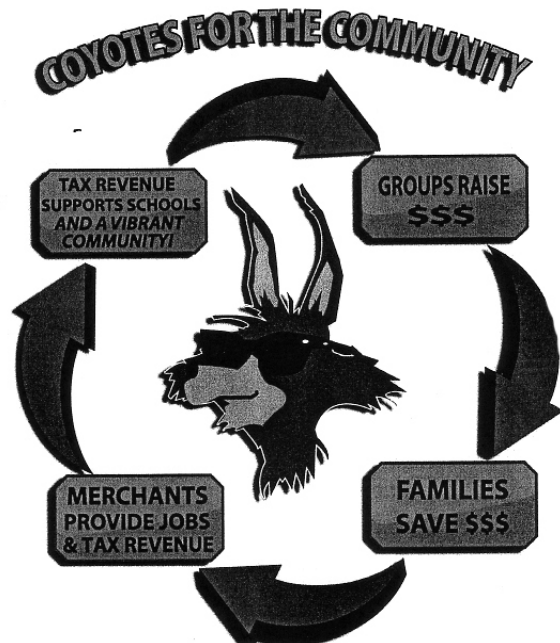 COYOTES FOR THE COMMUNITY
TAX REVENUE
SUPPORTS SCHOOLS
AND A VIBRANT
COMMUNITY!
GROUPS RAISE
$$$
FAMILIES
SAVE $$$
MERCHANTS
PROVIDE JOBS
& TAX REVENUE